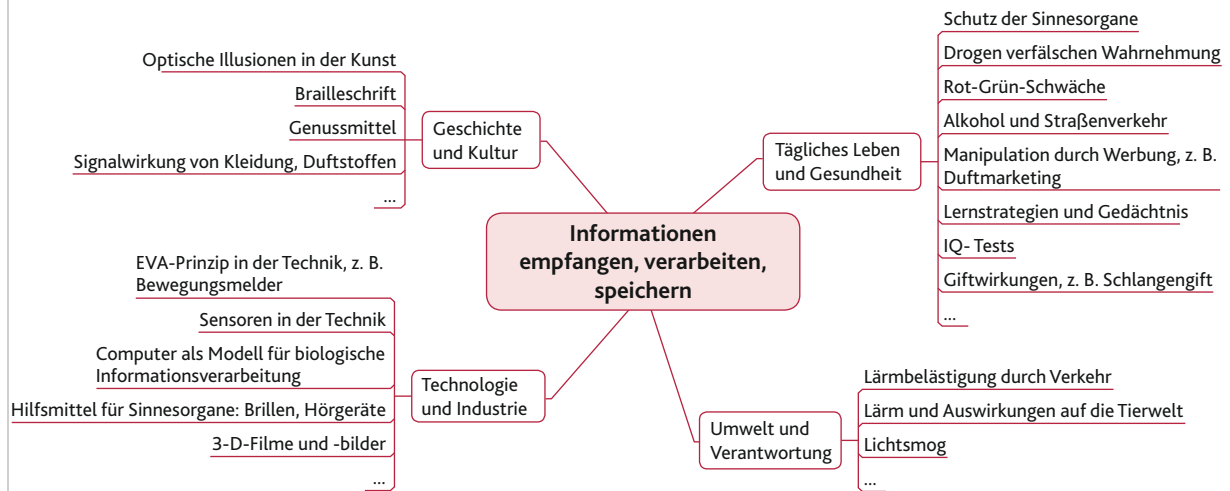 Informationen
empfangen, verarbeiten,
speichern
Geschichte
und Kultur
Optische Illusionen in der Kunst
Brailleschrift
Genussmittel
Signalwirkung von Kleidung, Duftstoffen
...
Tägliches Leben
und Gesundheit
Schutz der Sinnesorgane
Drogen verfälschen Wahrnehmung
Rot-Grün-Schwäche
Alkohol und Straßenverkehr
Manipulation durch Werbung, z. B.
Duftmarketing
Lernstrategien und Gedächtnis
IQ- Tests
Giftwirkungen, z. B. Schlangengift
...
Technologie
und Industrie
EVA-Prinzip in der Technik, z. B.
Bewegungsmelder
Sensoren in der Technik
Computer als Modell für biologische
Informationsverarbeitung
Hilfsmittel für Sinnesorgane: Brillen, Hörgeräte
3-D-Filme und -bilder
...
Umwelt und
Verantwortung
Lärmbelästigung durch Verkehr
Lärm und Auswirkungen auf die Tierwelt
Lichtsmog
...